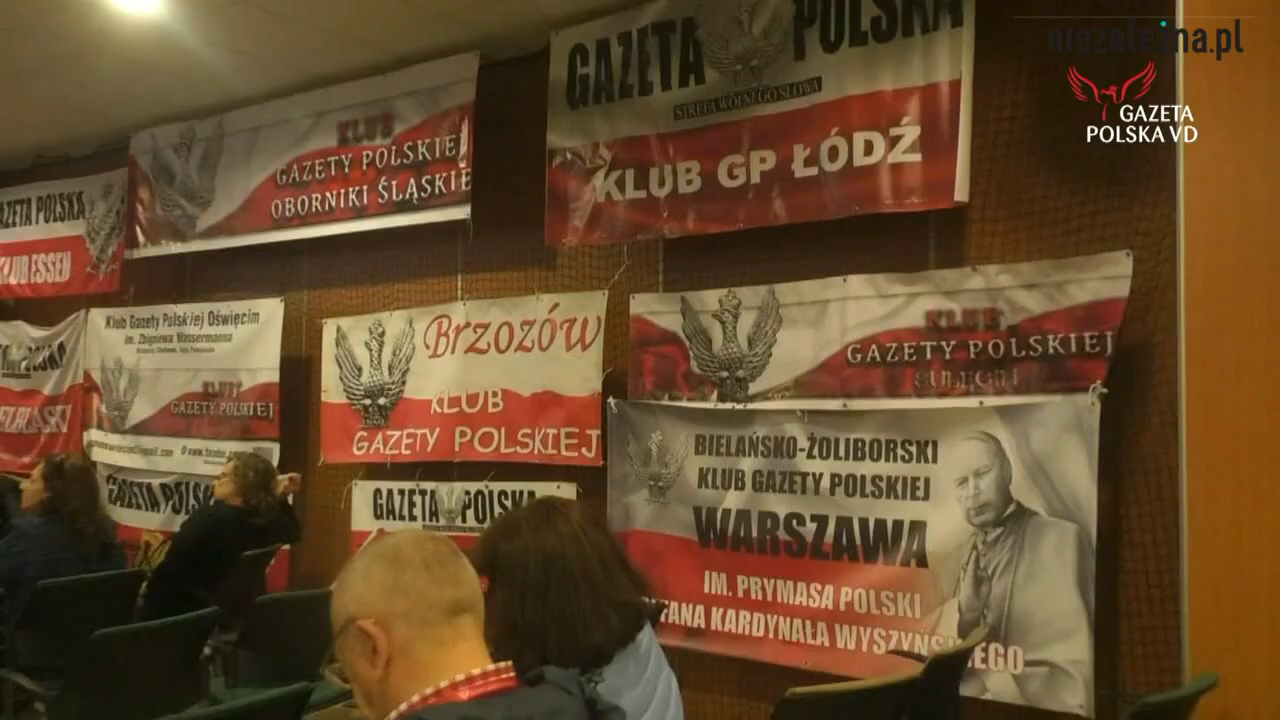 niezalezna.pl
GAZETA
POLSKA VD
GAZETA POLSKA
STREFA WOLNEGO SŁOWA
KLUB GP ŁÓDŹ
KLUB
GAZETY POLSKIEJ
OBORNIKI ŚLĄSKIE
GAZETA POLSKA
KLUB ESSEN
Klub Gazety Polskiej Oświęcim
im. Zbigniewa Wassermanna
KLUBY
GAZETY POLSKIEJ
Brzozów
KLUB
GAZETY POLSKIEJ
KLUB
GAZETY POLSKIEJ
GAZETA POLSKA
GAZETA POLSKA
BIELAŃSKO-ŻOLIBORSKI
KLUB GAZETY POLSKIEJ
WARSZAWA
IM. PRYMASA POLSKI
KARDYNAŁA